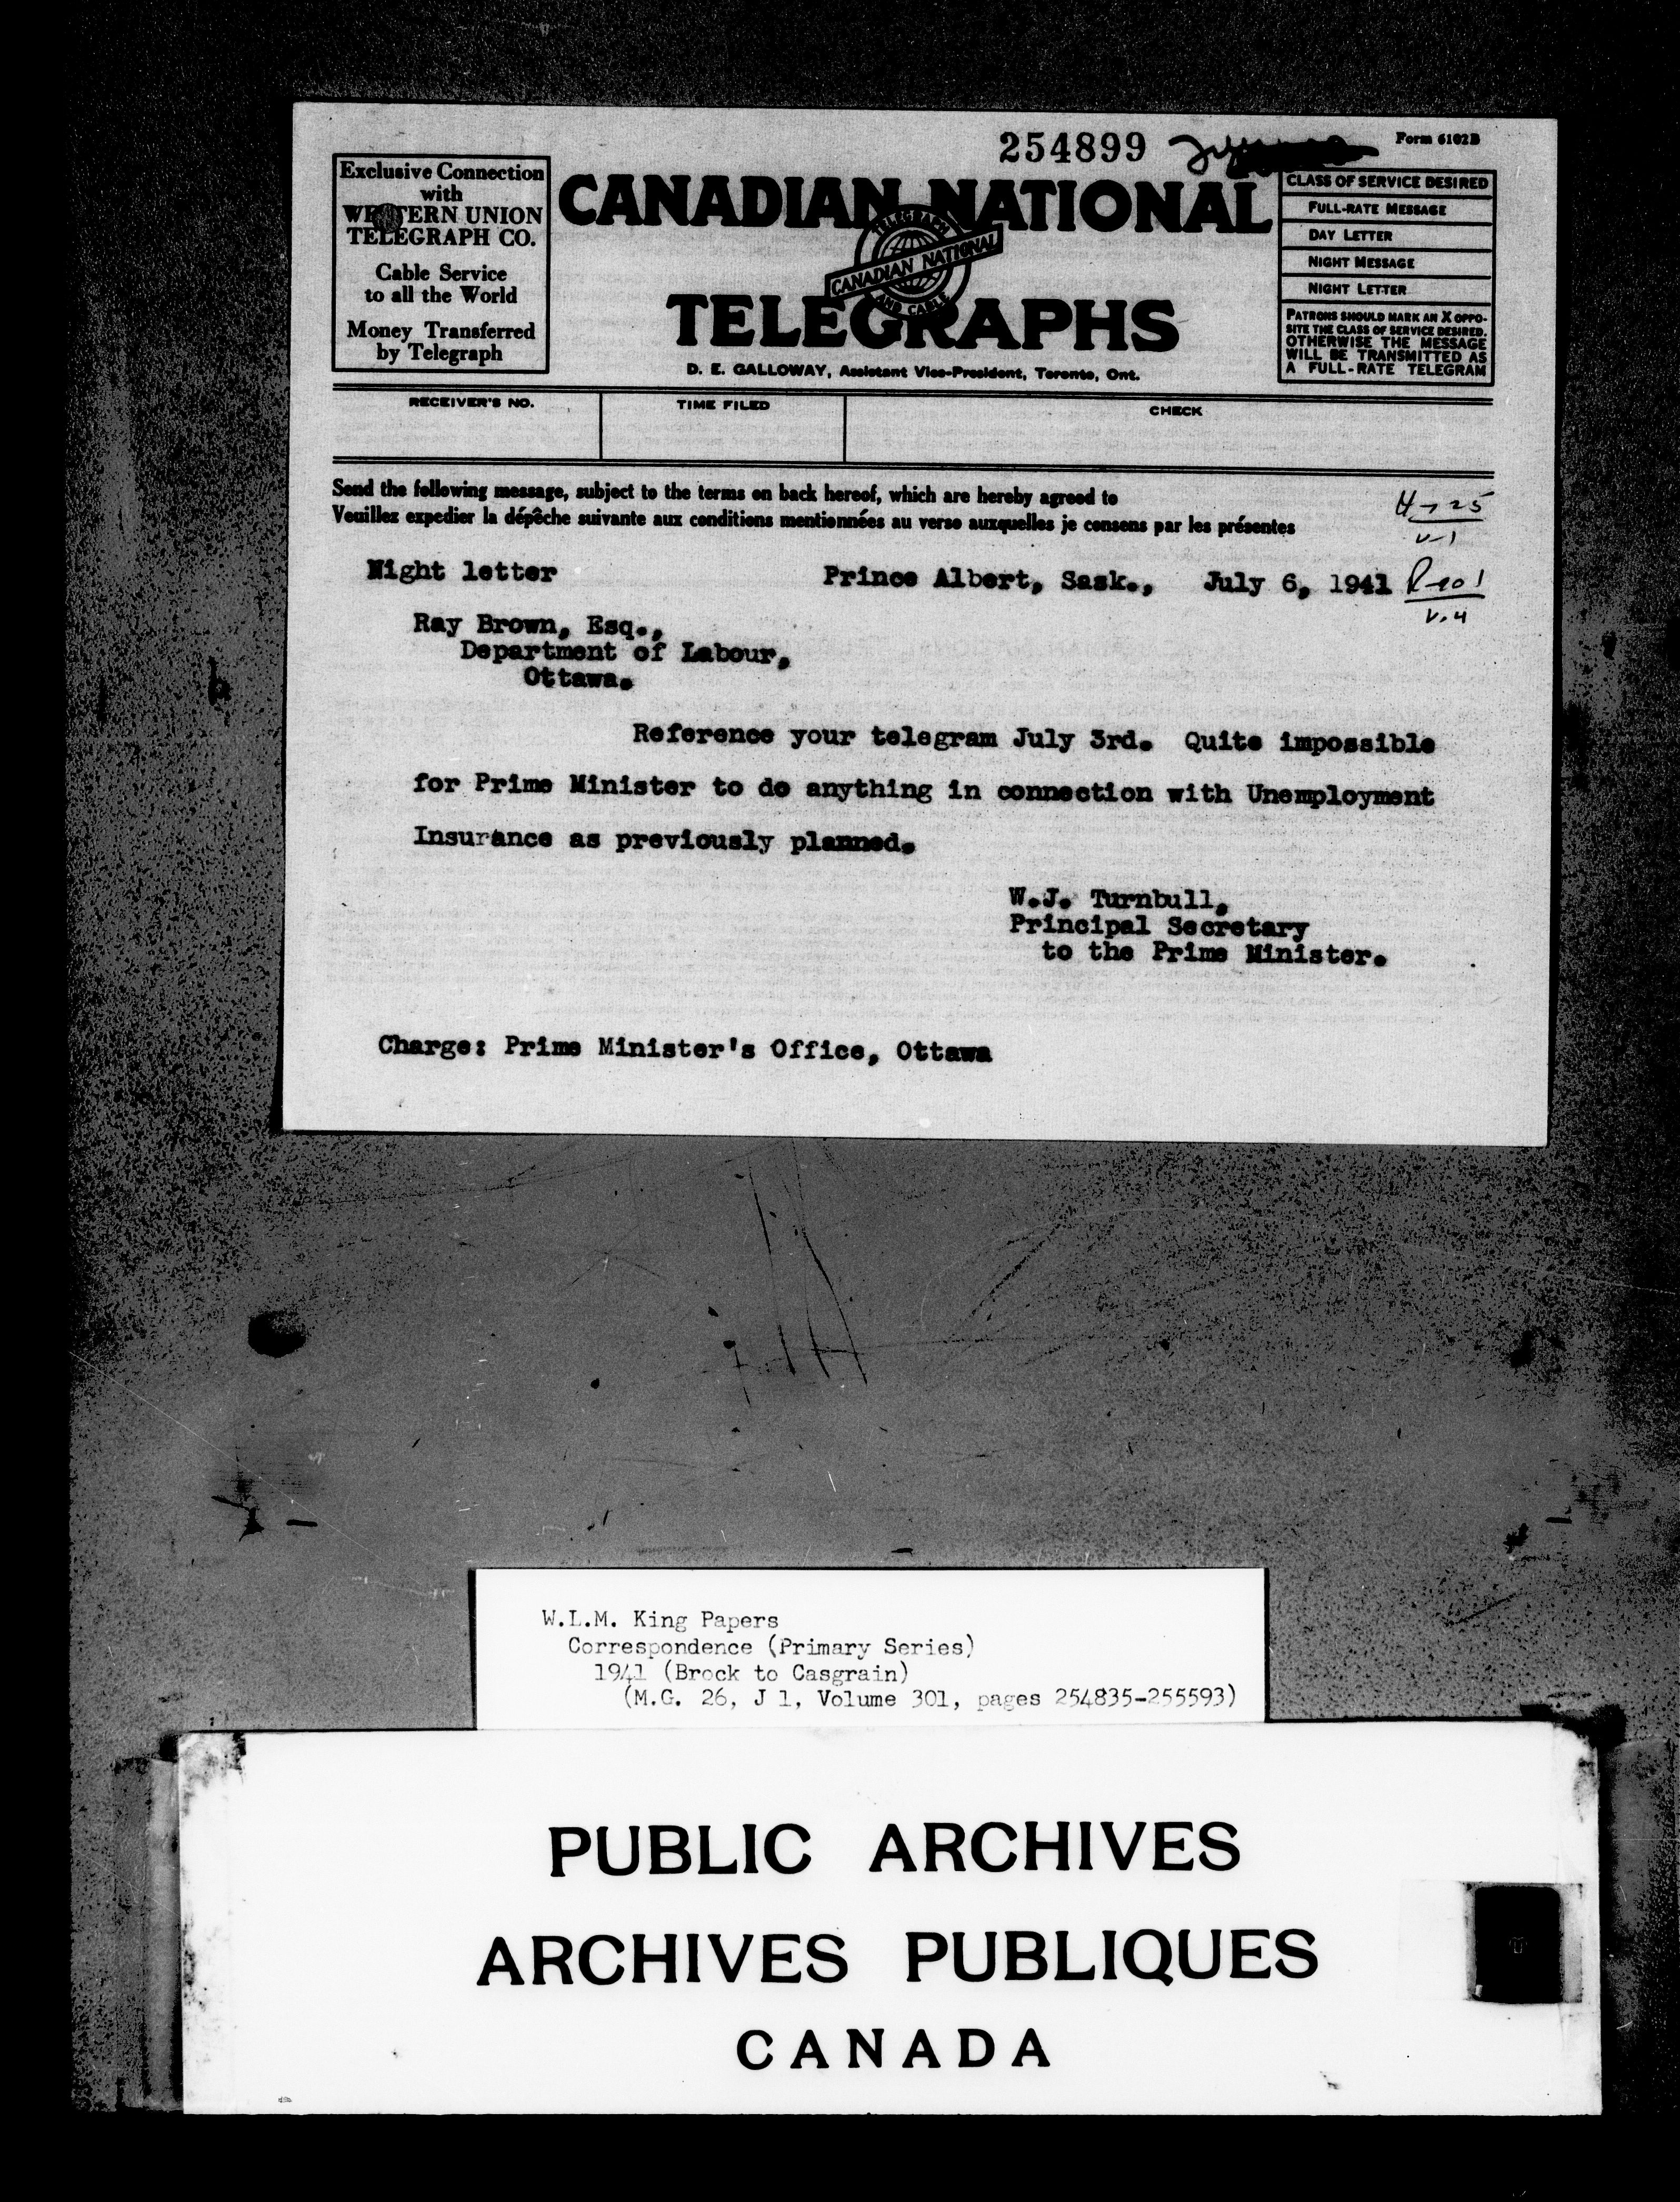 254899
Form 6102B
Exclusive Connection
with
WESTERN UNION
TELEGRAPH CO.
Cable Service
to all the World
Money Transferred
by Telegraph
CANADIAN NATIONAL
TELEGRAPH
CANADIAN NATIONAL
AND CABLE
TELEGRAPHS
D. E. GALLOWAY, Assistant Vice-President, Toronto, Ont.
CLASS OF SERVICE DESIRED
FULL-RATE MESSAGE
DAY LETTER
NIGHT MESSAGE
NIGHT LETTER
PATRONS SHOULD MARK AN X OPPO-
SITE THE CLASS OF SERVICE DESIRED.
OTHERWISE THE MESSAGE
WILL BE TRANSMITTED AS
A FULL-RATE TELEGRAM
RECEIVER'S NO.
TIME FILED
CHECK
Send the following message, subject to the terms on back hereof, which are hereby agreed to
Veuillez expedier la dépêche suivante aux conditions mentionnées au verso auxquelles je consens par les présentes
Night letter
Prince Albert, Sask., July 6, 1941
Ray Brown, Esq.,
Department of Labour,
Ottawa.
Reference your telegram July 3rd. Quite impossible
for Prime Minister to do anything in connection with Unemployment
Insurance as previously planned.
W.J. Turnbull,
Principal Secretary
to the Prime Minister.
Charge: Prime Minister's Office, Ottawa
W.L.M. King Papers
Correspondence (Primary Series)
1941 (Brock to Casgrain)
(M.G. 26, J 1, Volume 301, pages 254835-255593)
PUBLIC ARCHIVES
ARCHIVES PUBLIQUES
CANADA